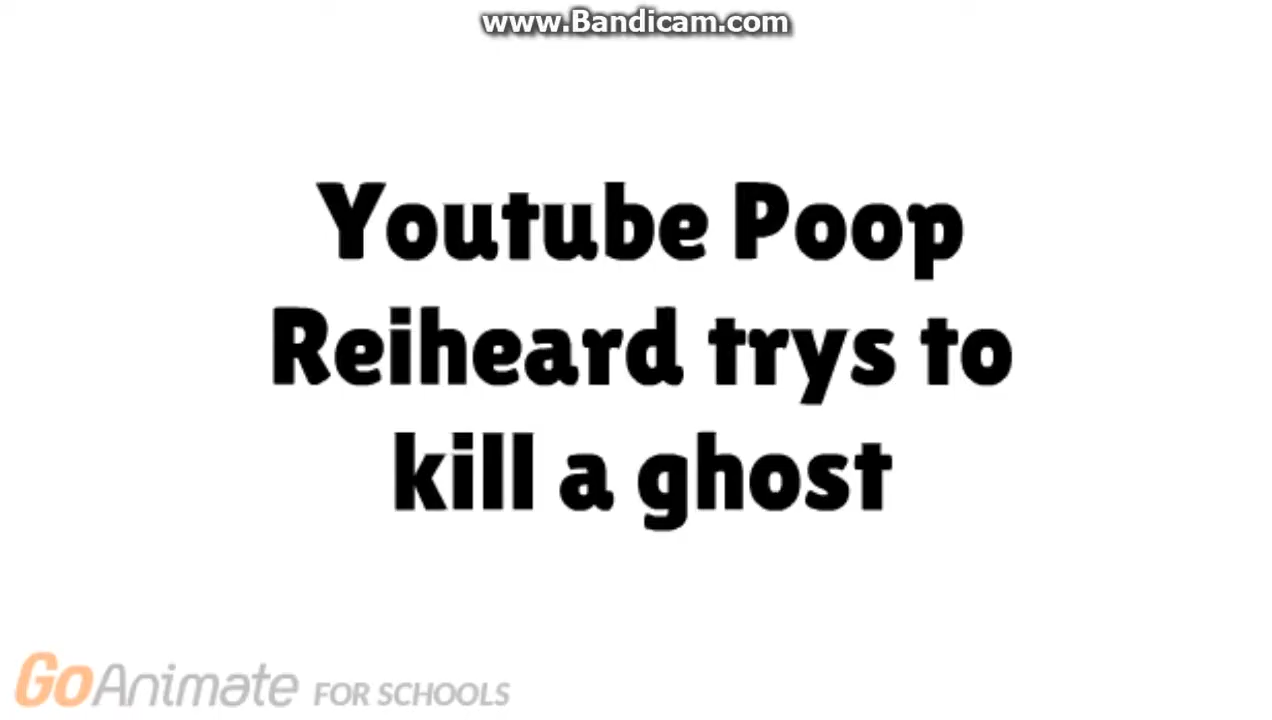 www.Bandicam.com
Youtube Poop
Reiheard trys to
kill a ghost
GoAnimate FOR SCHOOLS